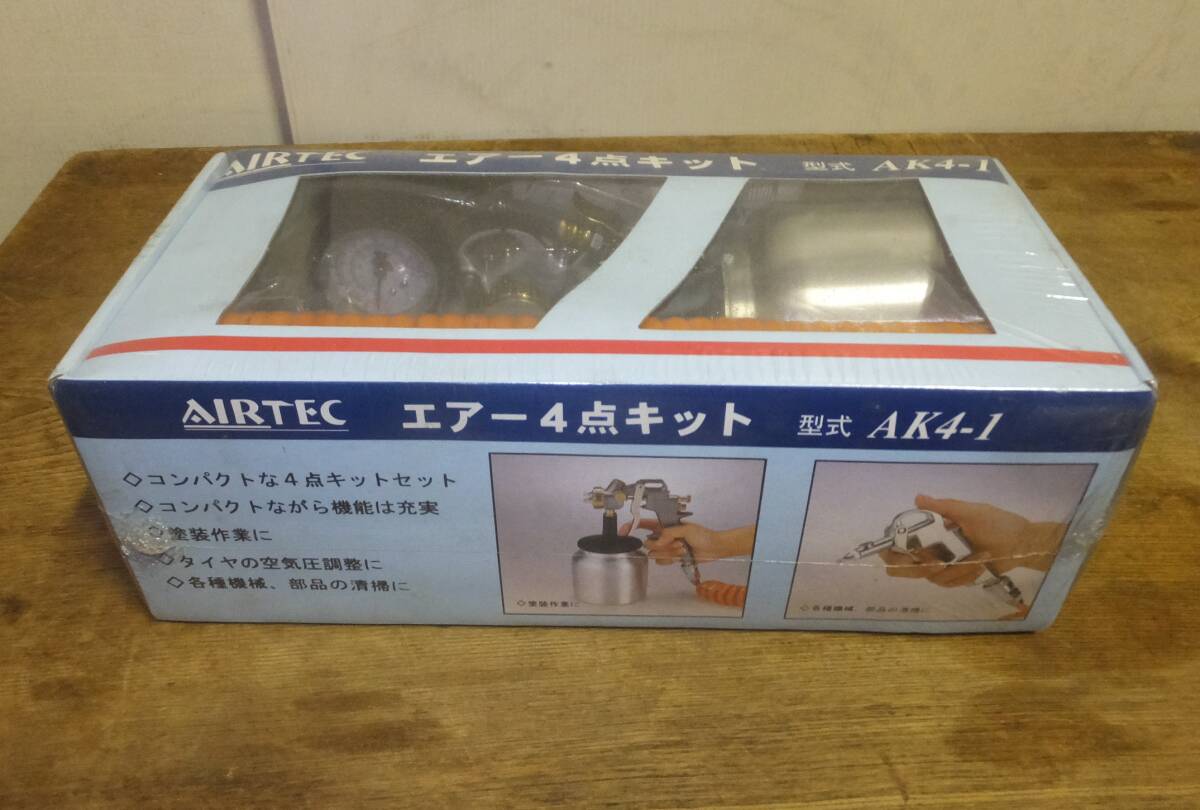 AIRTEC エアー4点キット 型式 AK4-1
AIRTEC エアー4点キット 型式 AK4-1
◇コンパクトな4点キットセット
◇コンパクトながら機能は充実
◇塗装作業に
◇タイヤの空気圧調整に
◇各種機械、部品の清掃に
◇塗装作業に
◇各種機械、部品の清掃に